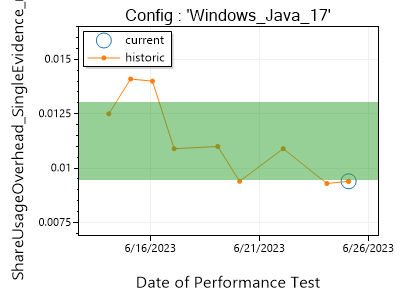 Config : 'Windows_Java_17'
current
historic
0.015
0.0125
0.01
0.0075
ShareUsageOverhead_SingleEvidence_
6/16/2023
6/21/2023
6/26/2023
Date of Performance Test